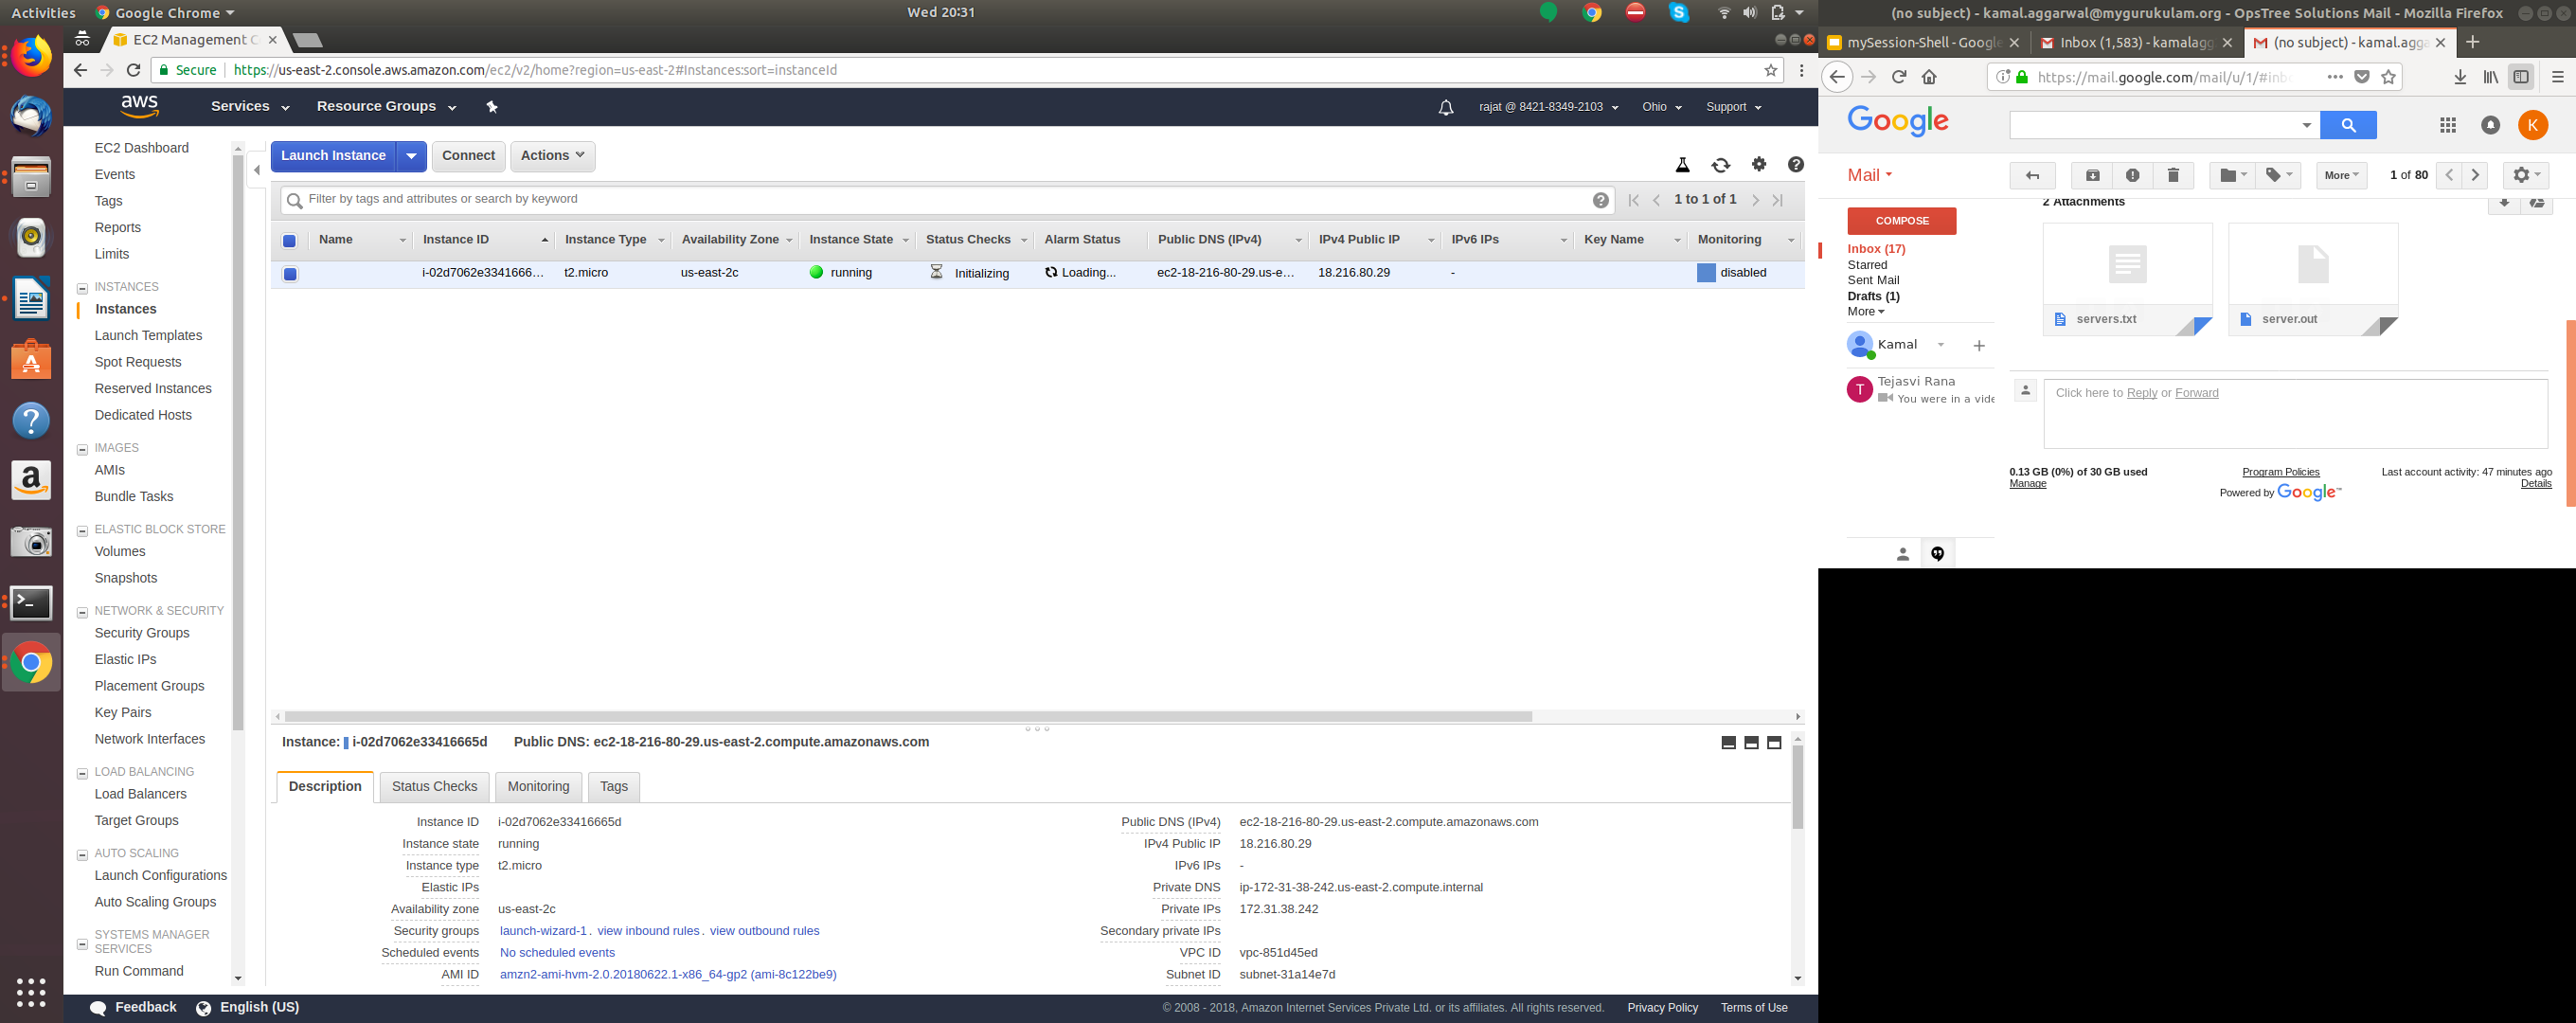 Activities Google Chrome
Wed 20:31
EC2 Management C
Secure https://us-east-2.console.aws.amazon.com/ec2/v2/home?region=us-east-2#Instances:sort=instanceId
aws Services Resource Groups rajat @ 8421-8349-2103 Ohio Support
EC2 Dashboard
Events
Tags
Reports
Limits
INSTANCES
Instances
Launch Templates
Spot Requests
Reserved Instances
Dedicated Hosts
IMAGES
AMIs
Bundle Tasks
ELASTIC BLOCK STORE
Volumes
Snapshots
NETWORK & SECURITY
Security Groups
Elastic IPs
Placement Groups
Key Pairs
Network Interfaces
LOAD BALANCING
Load Balancers
Target Groups
AUTO SCALING
Launch Configurations
Auto Scaling Groups
SYSTEMS MANAGER
SERVICES
Run Command
Launch Instance Connect Actions
Filter by tags and attributes or search by keyword 1 to 1 of 1
Name Instance ID Instance Type Availability Zone Instance State Status Checks Alarm Status Public DNS (IPv4) IPv4 Public IP IPv6 IPs Key Name Monitoring
i-02d7062e3341666… t2.micro us-east-2c running Initializing Loading... ec2-18-216-80-29.us-e… 18.216.80.29 - disabled
Instance: i-02d7062e33416665d Public DNS: ec2-18-216-80-29.us-east-2.compute.amazonaws.com
Description Status Checks Monitoring Tags
Instance ID i-02d7062e33416665d
Instance state running
Instance type t2.micro
Elastic IPs
Availability zone us-east-2c
Security groups launch-wizard-1. view inbound rules. view outbound rules
Scheduled events No scheduled events
AMI ID amzn2-ami-hvm-2.0.20180622.1-x86_64-gp2 (ami-8c122be9)
Public DNS (IPv4) ec2-18-216-80-29.us-east-2.compute.amazonaws.com
IPv4 Public IP 18.216.80.29
IPv6 IPs -
Private DNS ip-172-31-38-242.us-east-2.compute.internal
Private IPs 172.31.38.242
Secondary private IPs
VPC ID vpc-851d45ed
Subnet ID subnet-31a14e7d
Feedback English (US) © 2008 - 2018, Amazon Internet Services Private Ltd. or its affiliates. All rights reserved. Privacy Policy Terms of Use
(no subject) - kamal.aggarwal@mygurukulam.org - OpsTree Solutions Mail - Mozilla Firefox
mySession-Shell - Google Inbox (1,583) - kamalagg (no subject) - kamal.agga
https://mail.google.com/mail/u/1/#inbo
Google K
Mail More 1 of 80
COMPOSE
Inbox (17)
Starred
Sent Mail
Drafts (1)
More
Kamal
T Tejasvi Rana
You were in a vide
2 Attachments
servers.txt server.out
Click here to Reply or Forward
0.13 GB (0%) of 30 GB used
Manage
Program Policies
Powered by Google™
Last account activity: 47 minutes ago
Details